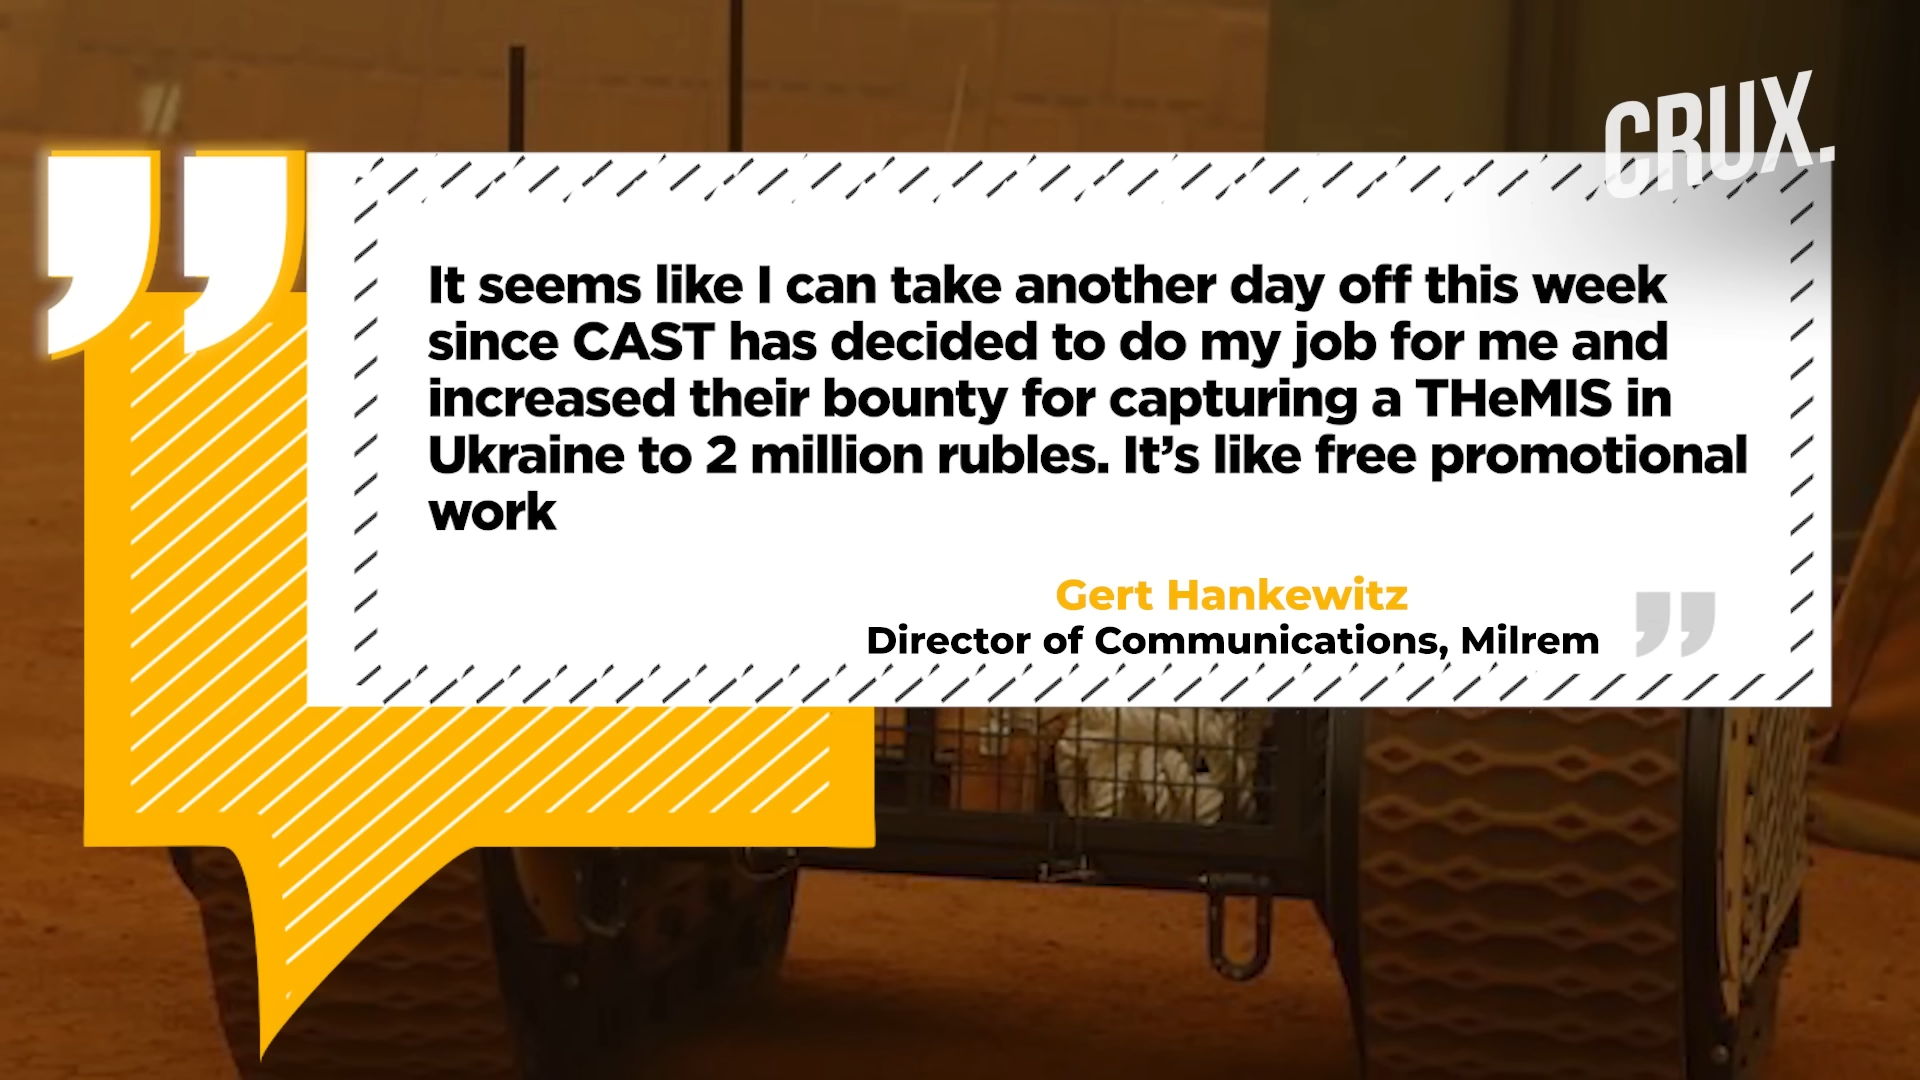 CRUX.
It seems like I can take another day off this week
since CAST has decided to do my job for me and
increased their bounty for capturing a THeMIS in
Ukraine to 2 million rubles. It’s like free promotional
work
Gert Hankewitz
Director of Communications, Milrem